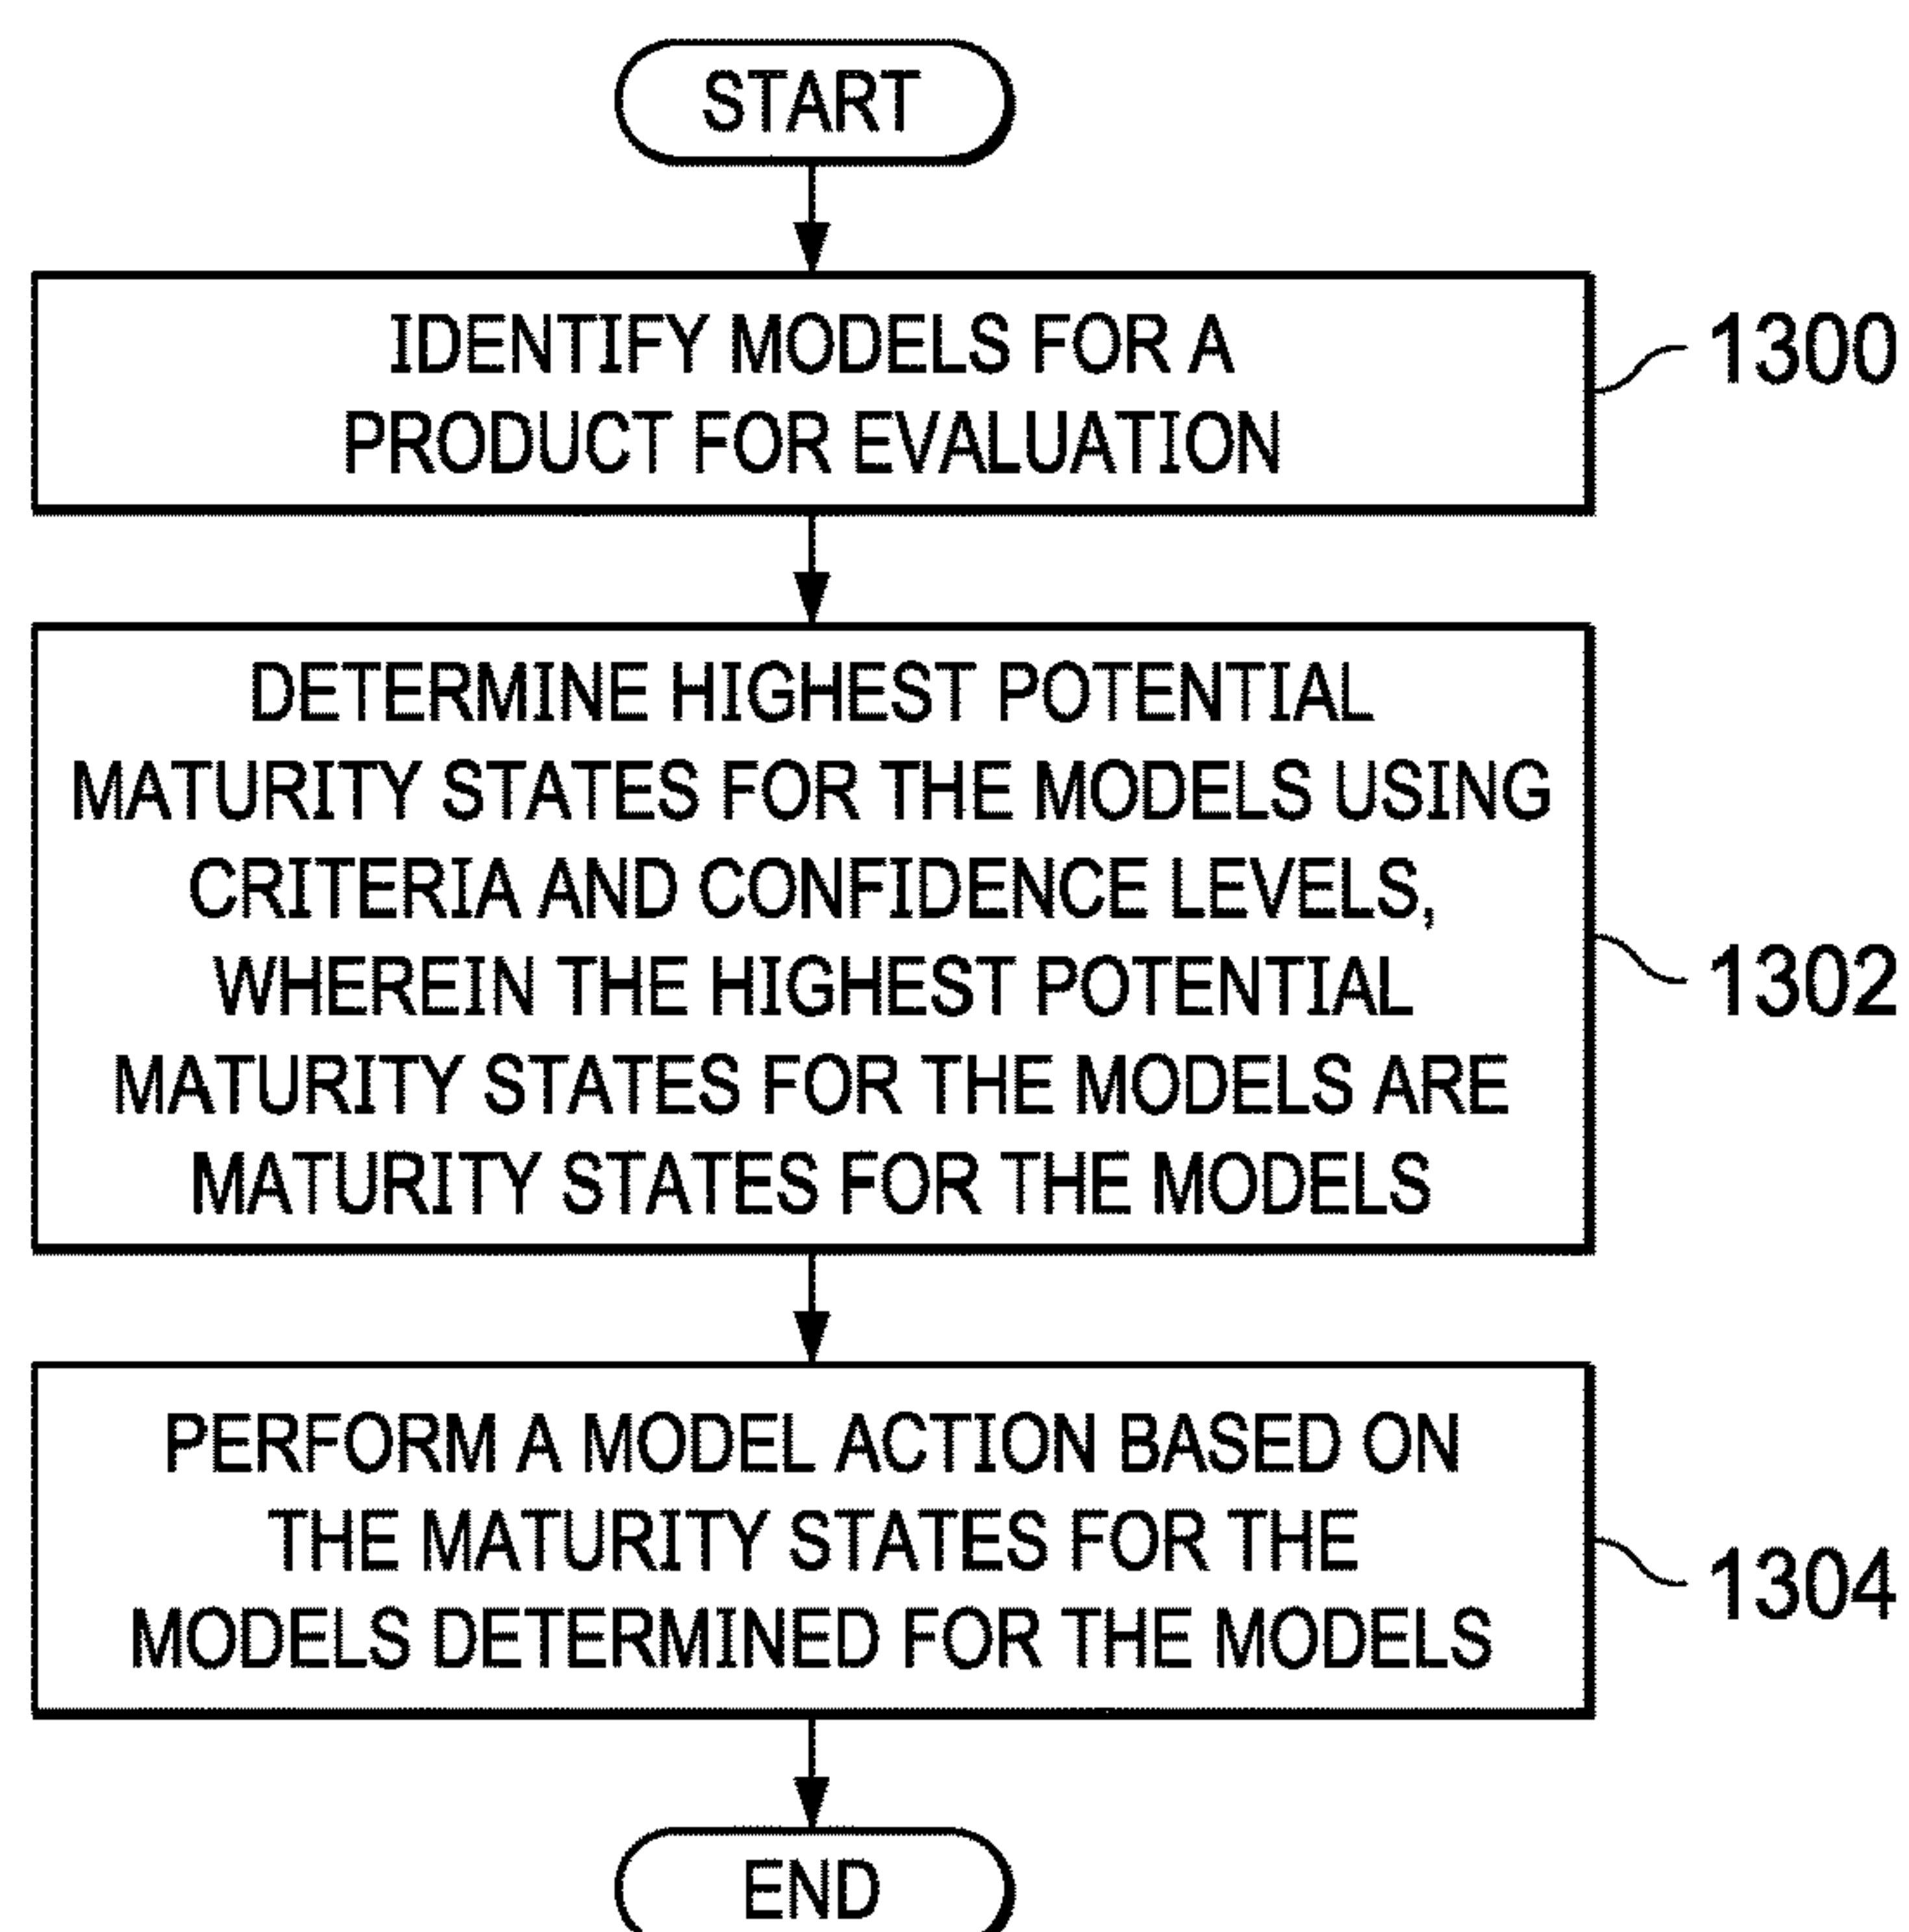 START
IDENTIFY MODELS FOR A
PRODUCT FOR EVALUATION
1300
DETERMINE HIGHEST POTENTIAL
MATURITY STATES FOR THE MODELS USING
CRITERIA AND CONFIDENCE LEVELS,
WHEREIN THE HIGHEST POTENTIAL
MATURITY STATES FOR THE MODELS ARE
MATURITY STATES FOR THE MODELS
1302
PERFORM A MODEL ACTION BASED ON
THE MATURITY STATES FOR THE
MODELS DETERMINED FOR THE MODELS
1304
END